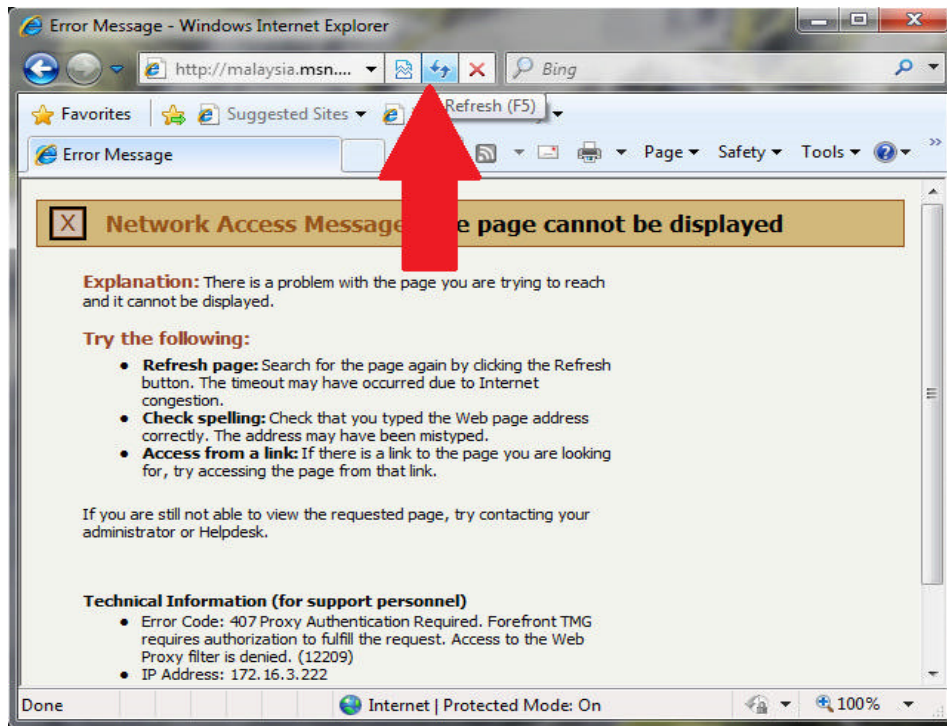 Error Message - Windows Internet Explorer
http://malaysia.msn....
Bing
Favorites Suggested Sites
Refresh (F5)
Error Message
Page Safety Tools
Network Access Message page cannot be displayed
Explanation: There is a problem with the page you are trying to reach
and it cannot be displayed.
Try the following:
• Refresh page: Search for the page again by clicking the Refresh
button. The timeout may have occurred due to Internet
congestion.
• Check spelling: Check that you typed the Web page address
correctly. The address may have been mistyped.
• Access from a link: If there is a link to the page you are looking
for, try accessing the page from that link.
If you are still not able to view the requested page, try contacting your
administrator or Helpdesk.
Technical Information (for support personnel)
• Error Code: 407 Proxy Authentication Required. Forefront TMG
requires authorization to fulfill the request. Access to the Web
Proxy filter is denied. (12209)
• IP Address: 172.16.3.222
Done Internet | Protected Mode: On 100%